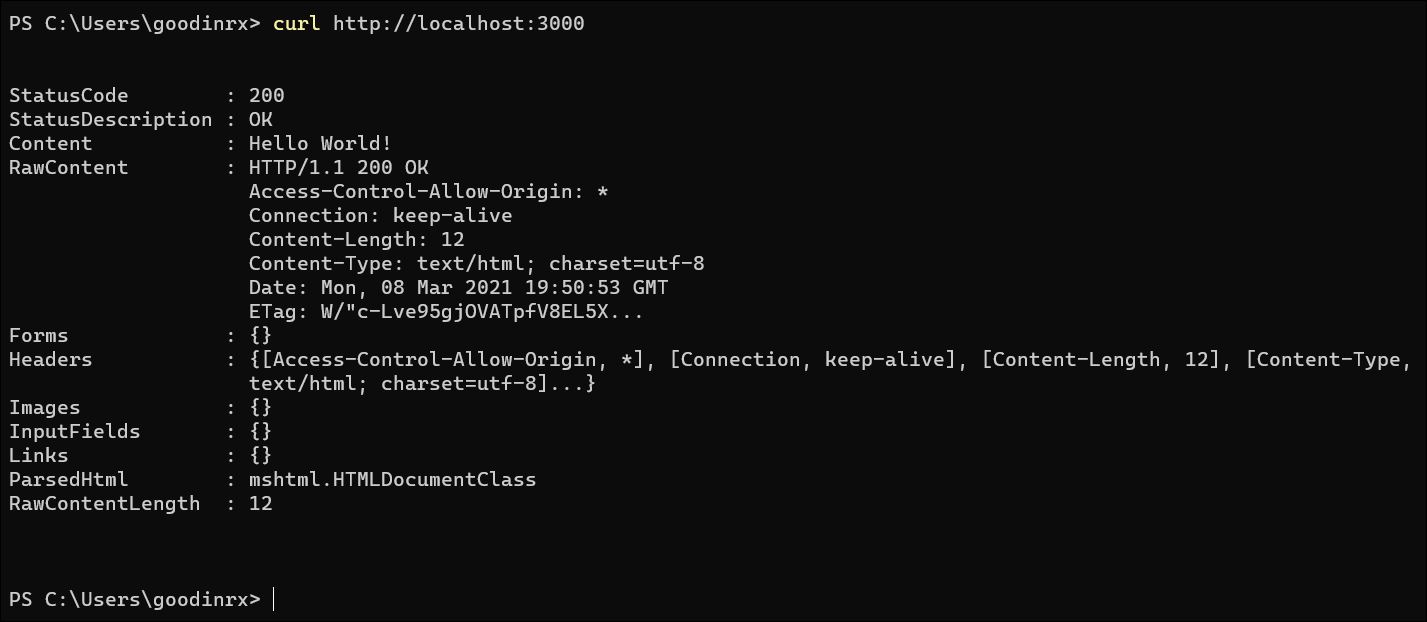 PS C:\Users\goodinrx> curl http://localhost:3000
StatusCode        : 200
StatusDescription : OK
Content           : Hello World!
RawContent        : HTTP/1.1 200 OK
                    Access-Control-Allow-Origin: *
                    Connection: keep-alive
                    Content-Length: 12
                    Content-Type: text/html; charset=utf-8
                    Date: Mon, 08 Mar 2021 19:50:53 GMT
                    ETag: W/"c-Lve95gjOVATpfV8EL5X...
Forms             : {}
Headers           : {[Access-Control-Allow-Origin, *], [Connection, keep-alive], [Content-Length, 12], [Content-Type,
                    text/html; charset=utf-8]...}
Images            : {}
InputFields       : {}
Links             : {}
ParsedHtml        : mshtml.HTMLDocumentClass
RawContentLength  : 12
PS C:\Users\goodinrx>